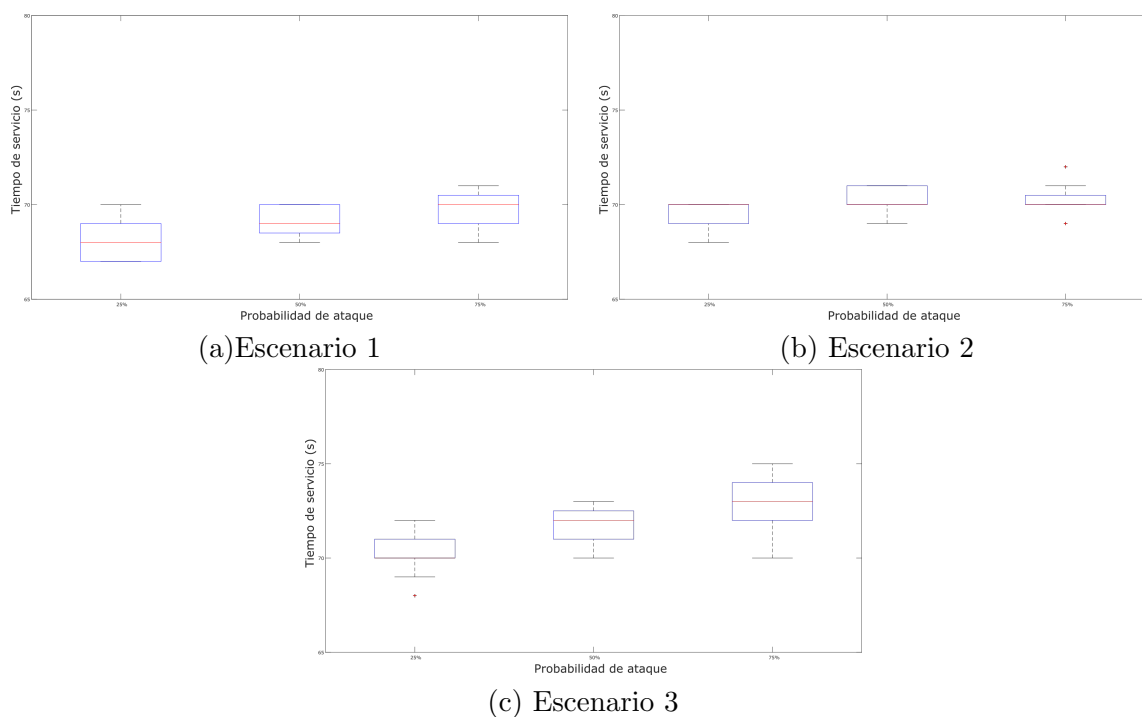 80
75
70
65
Tiempo de servicio (s)
25%
50%
75%
Probabilidad de ataque
(a)Escenario 1
80
75
70
65
Tiempo de servicio (s)
25%
50%
75%
Probabilidad de ataque
(b) Escenario 2
80
75
70
65
Tiempo de servicio (s)
25%
50%
75%
Probabilidad de ataque
(c) Escenario 3